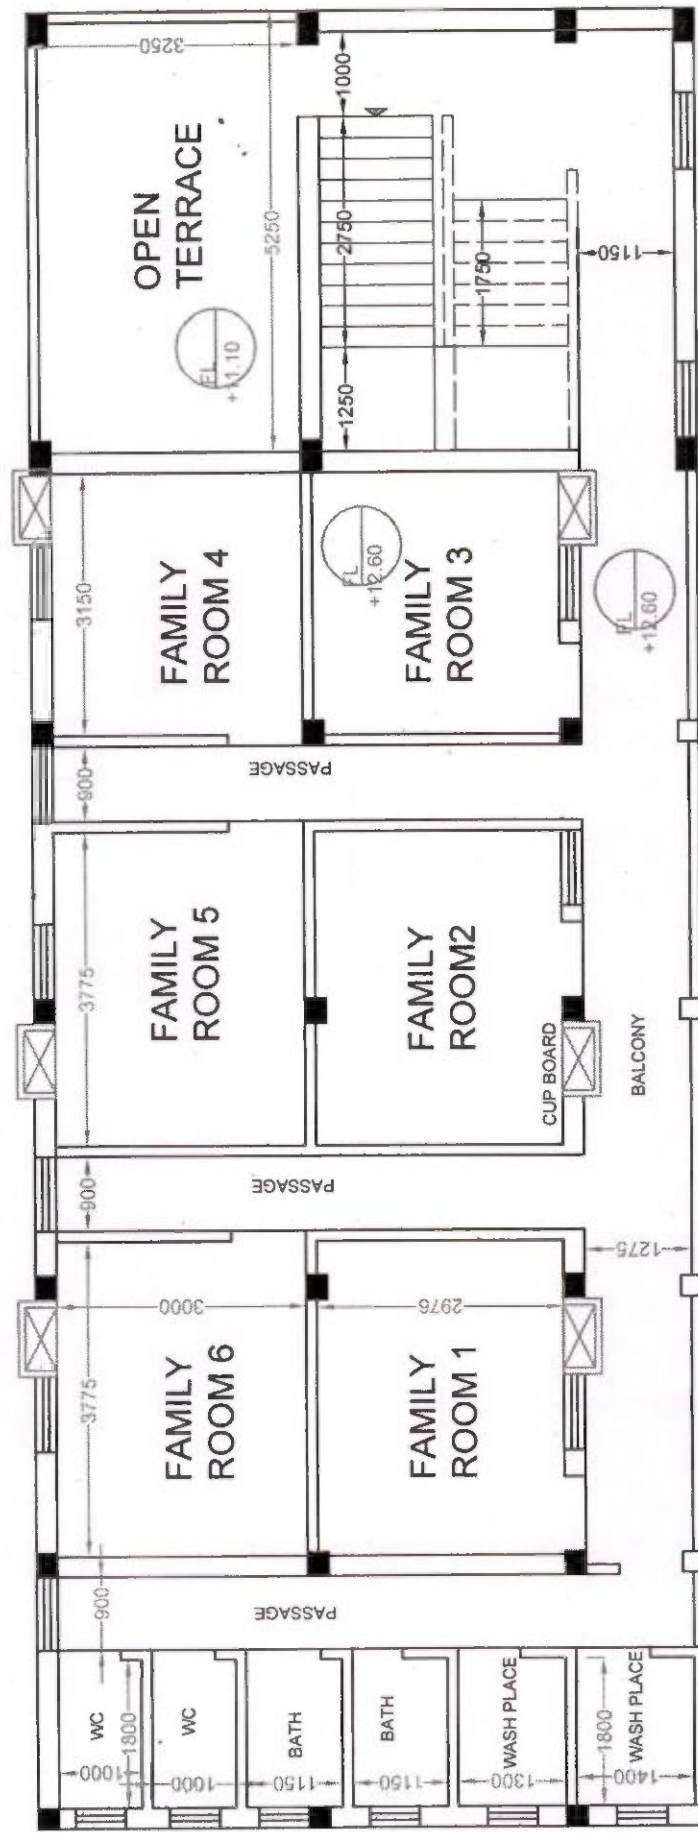 WC
1000
1800
WC
1000
BATH
1150
BATH
1150
WASH PLACE
1300
WASH PLACE
1800
1400
900
PASSAGE
3775
FAMILY
ROOM 6
3000
FAMILY
ROOM 1
2976
900
PASSAGE
1275
3775
FAMILY
ROOM 5
FAMILY
ROOM2
CUP BOARD
BALCONY
900
PASSAGE
3150
FAMILY
ROOM 4
FAMILY
ROOM 3
FL
+12.60
FL
+12.60
OPEN
TERRACE
FL
+11.10
3250
5250
1250
2750
1000
1750
1150